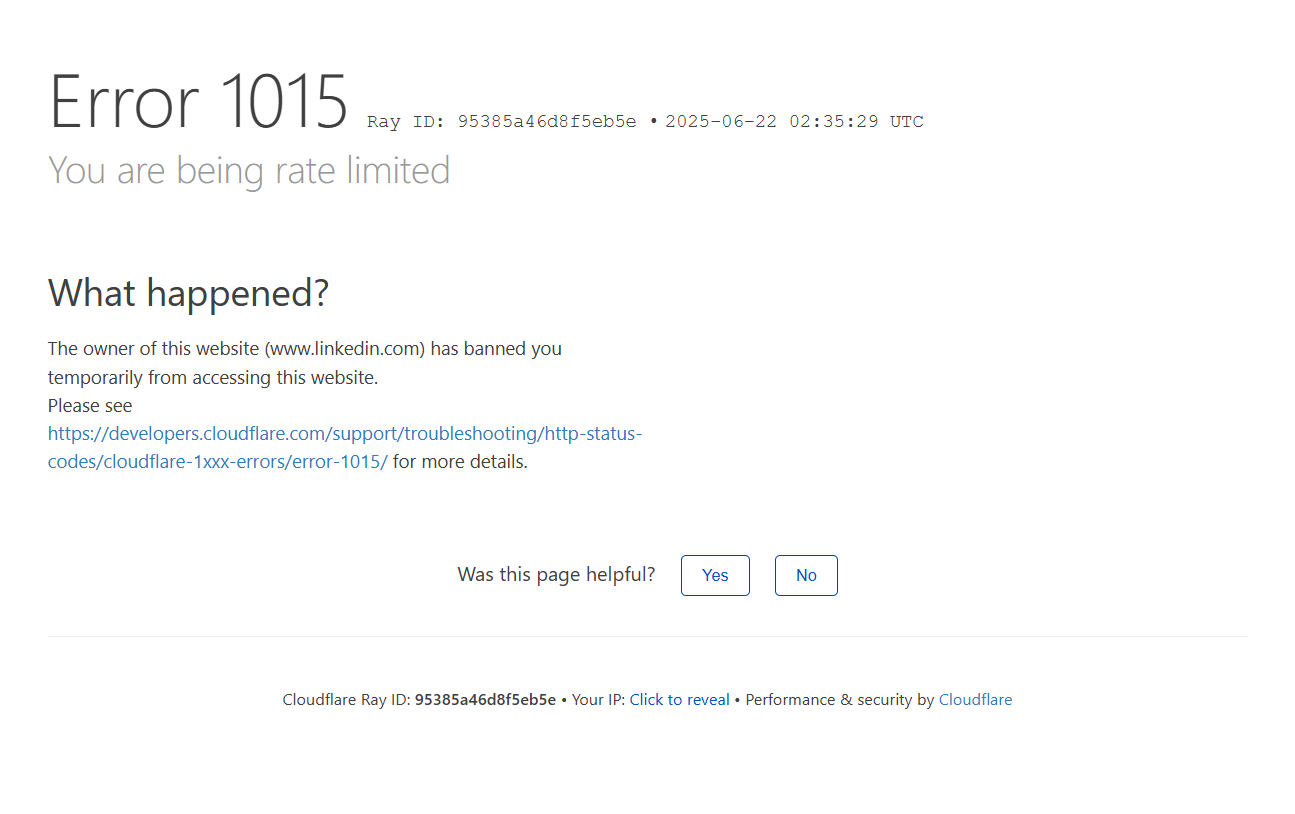 Error 1015 Ray ID: 95385a46d8f5eb5e • 2025-06-22 02:35:29 UTC
You are being rate limited
What happened?
The owner of this website (www.linkedin.com) has banned you
temporarily from accessing this website.
Please see
https://developers.cloudflare.com/support/troubleshooting/http-status-
codes/cloudflare-1xxx-errors/error-1015/ for more details.
Was this page helpful? Yes No
Cloudflare Ray ID: 95385a46d8f5eb5e • Your IP: Click to reveal • Performance & security by Cloudflare